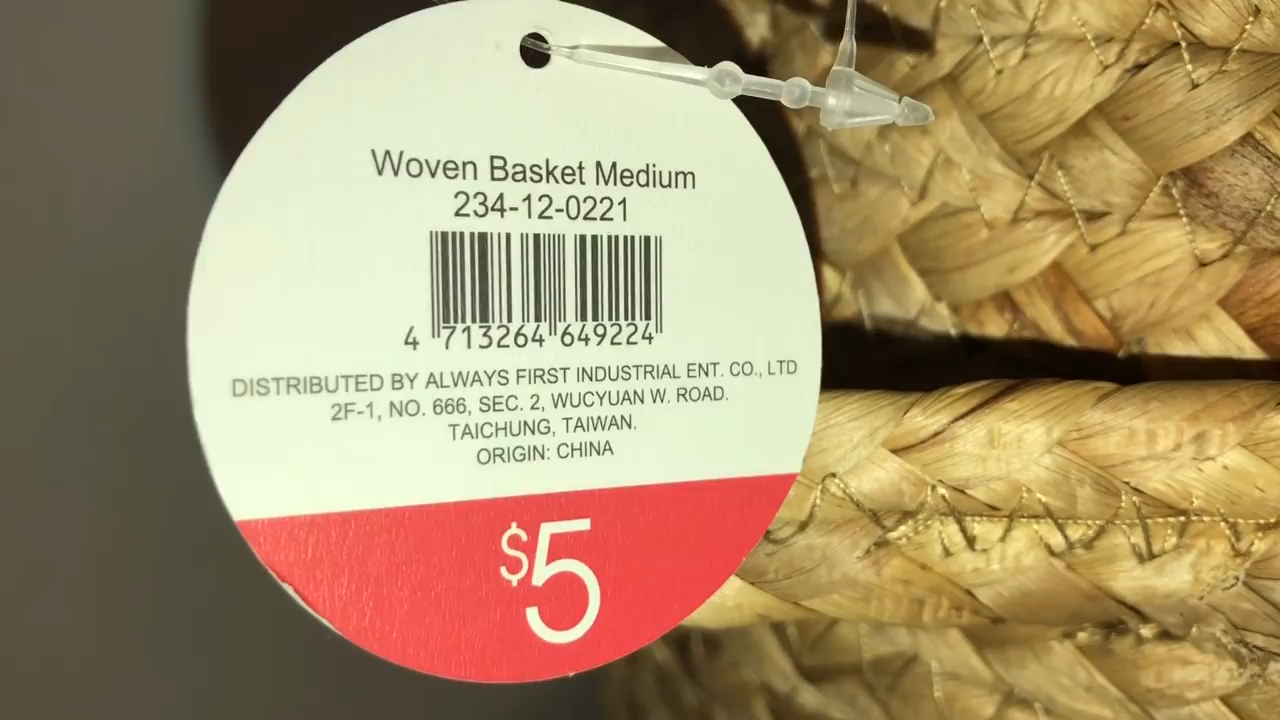 Woven Basket Medium
234-12-0221
4 713264 649224
DISTRIBUTED BY ALWAYS FIRST INDUSTRIAL ENT. CO., LTD
2F-1, NO. 666, SEC. 2, WUCYUAN W. ROAD.
TAICHUNG, TAIWAN.
ORIGIN: CHINA
$5